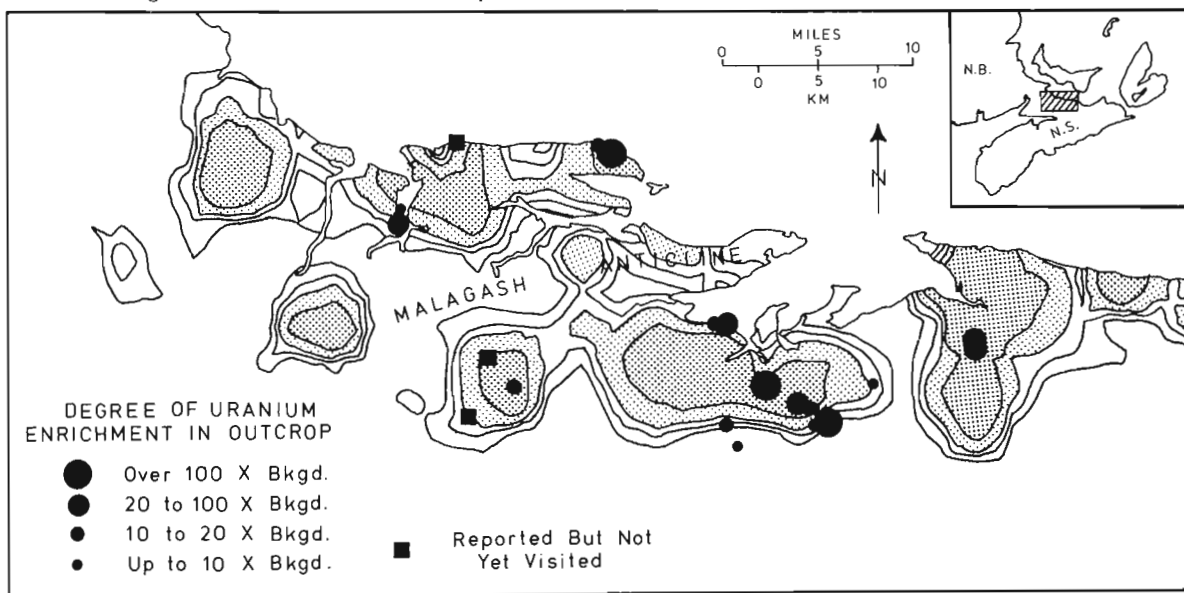 MILES
0 5 10
0 5 10
KM
N
N.B.
N.S.
MALAGASH ANTICLINE
DEGREE OF URANIUM
ENRICHMENT IN OUTCROP
Over 100 X Bkgd.
20 to 100 X Bkgd.
10 to 20 X Bkgd.
Up to 10 X Bkgd.
Reported But Not
Yet Visited